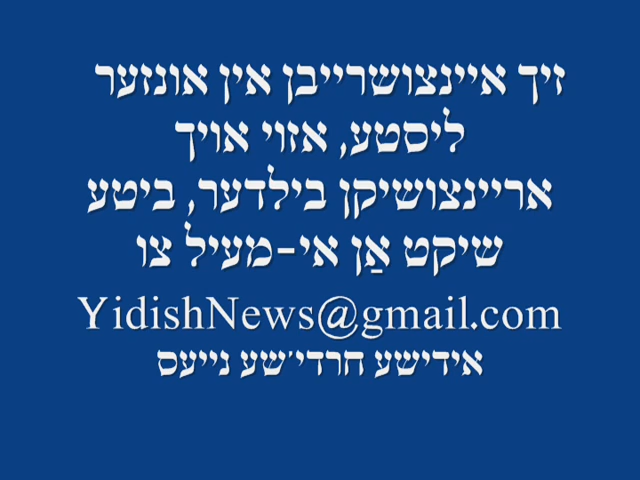 זיך איינצושרייבן אין אונזער
ליסטע, אזוי אויך
אריינצושיקן בילדער, ביטע
שיקט אַן אי-מעיל צו
YidishNews@gmail.com
אידישע חרדי׳שע נייעס